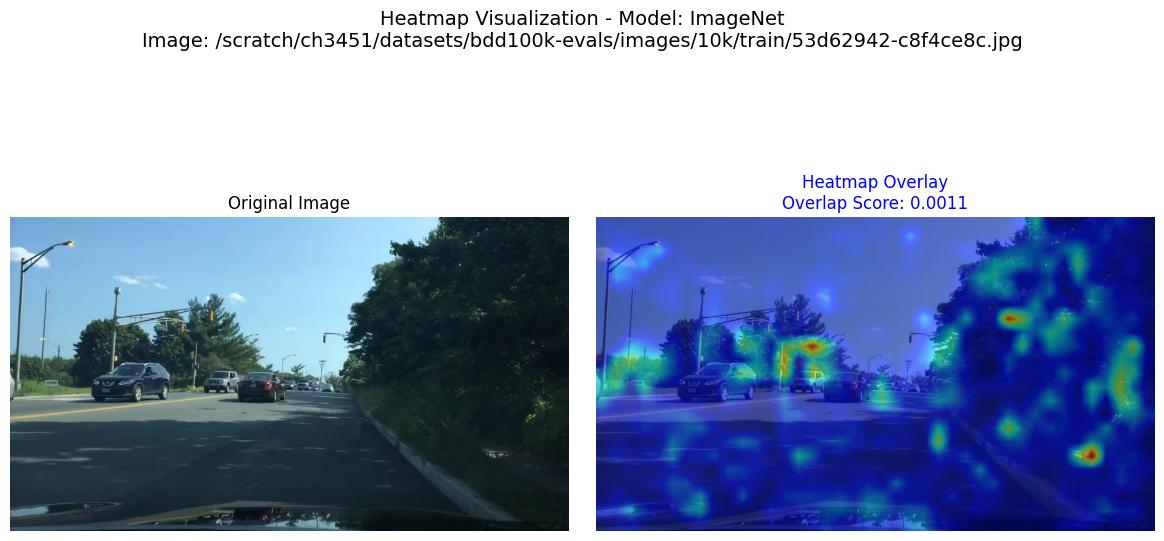 Heatmap Visualization - Model: ImageNet
Image: /scratch/ch3451/datasets/bdd100k-evals/images/10k/train/53d62942-c8f4ce8c.jpg
Original Image
Heatmap Overlay
Overlap Score: 0.0011